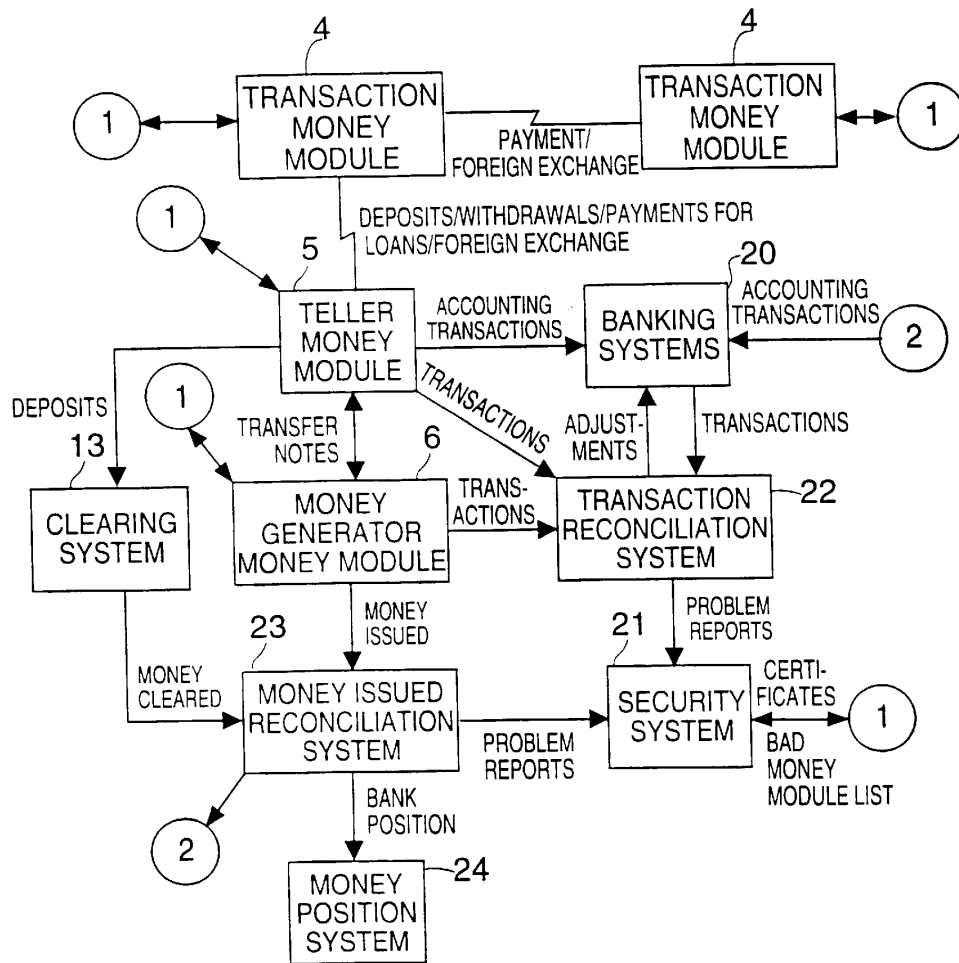 4
4
TRANSACTION
MONEY
MODULE
TRANSACTION
MONEY
MODULE
1
1
PAYMENT/
FOREIGN EXCHANGE
1
DEPOSITS/WITHDRAWALS/PAYMENTS FOR
LOANS/FOREIGN EXCHANGE
5
20
TELLER
MONEY
MODULE
ACCOUNTING
TRANSACTIONS
BANKING
SYSTEMS
ACCOUNTING
TRANSACTIONS
2
DEPOSITS
1
TRANSFER
NOTES
TRANSACTIONS
ADJUST-
MENTS
TRANSACTIONS
13
6
22
CLEARING
SYSTEM
MONEY
GENERATOR
MONEY MODULE
TRANS-
ACTIONS
TRANSACTION
RECONCILIATION
SYSTEM
MONEY
ISSUED
PROBLEM
REPORTS
23
21
MONEY
CLEARED
MONEY ISSUED
RECONCILIATION
SYSTEM
PROBLEM
REPORTS
SECURITY
SYSTEM
CERTI-
FICATES
1
BAD
MONEY
MODULE LIST
2
BANK
POSITION
24
MONEY
POSITION
SYSTEM